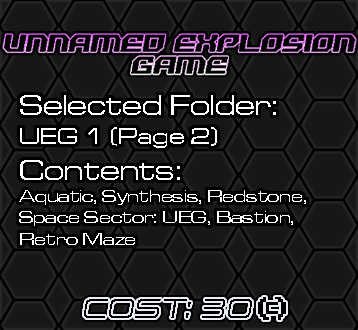 UNNAMED EXPLOSION
GAME
Selected Folder:
UEG 1 (Page 2)
Contents:
Aquatic, Synthesis, Redstone,
Space Sector: UEG, Bastion,
Retro Maze
COST: 30